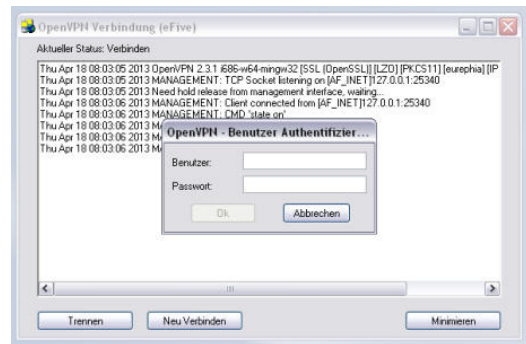 OpenVPN Verbindung (eFive)
Aktueller Status: Verbinden
Thu Apr 18 08:03:05 2013 OpenVPN 2.3.1 i686-w64-mingw32 [SSL (OpenSSL)] [LZO] [PKCS11] [eurephia] [IP
Thu Apr 18 08:03:05 2013 MANAGEMENT: TCP Socket listening on [AF_INET]127.0.0.1:25340
Thu Apr 18 08:03:05 2013 Need hold release from management interface, waiting...
Thu Apr 18 08:03:06 2013 MANAGEMENT: Client connected from [AF_INET]127.0.0.1:25340
Thu Apr 18 08:03:06 2013 MANAGEMENT: CMD 'state on'
Thu Apr 18 08:03:06 2013 M
Thu Apr 18 08:03:06 2013 M
Thu Apr 18 08:03:06 2013 M
OpenVPN - Benutzer Authentifizier...
Benutzer:
Passwort:
Ok
Abbrechen
Trennen
Neu Verbinden
Minimieren